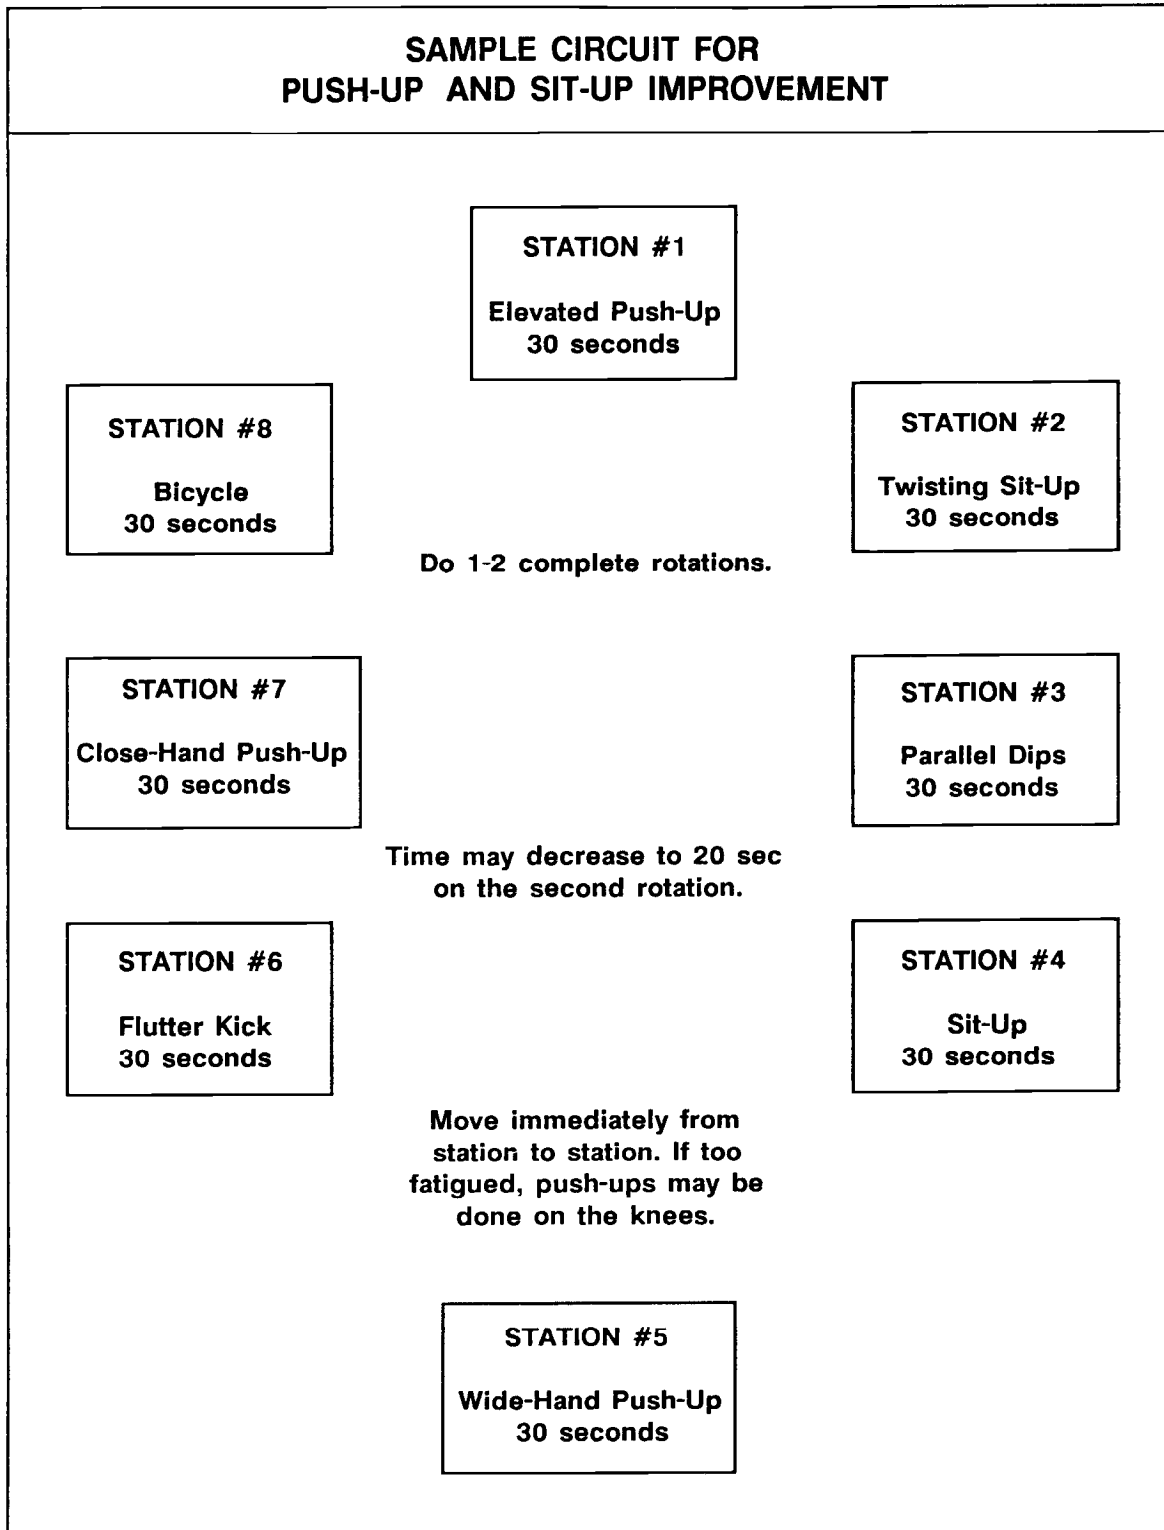 SAMPLE CIRCUIT FOR
PUSH-UP AND SIT-UP IMPROVEMENT
STATION #1
Elevated Push-Up
30 seconds
STATION #2
Twisting Sit-Up
30 seconds
STATION #8
Bicycle
30 seconds
Do 1-2 complete rotations.
STATION #3
Parallel Dips
30 seconds
STATION #7
Close-Hand Push-Up
30 seconds
Time may decrease to 20 sec
on the second rotation.
STATION #4
Sit-Up
30 seconds
STATION #6
Flutter Kick
30 seconds
Move immediately from
station to station. If too
fatigued, push-ups may be
done on the knees.
STATION #5
Wide-Hand Push-Up
30 seconds